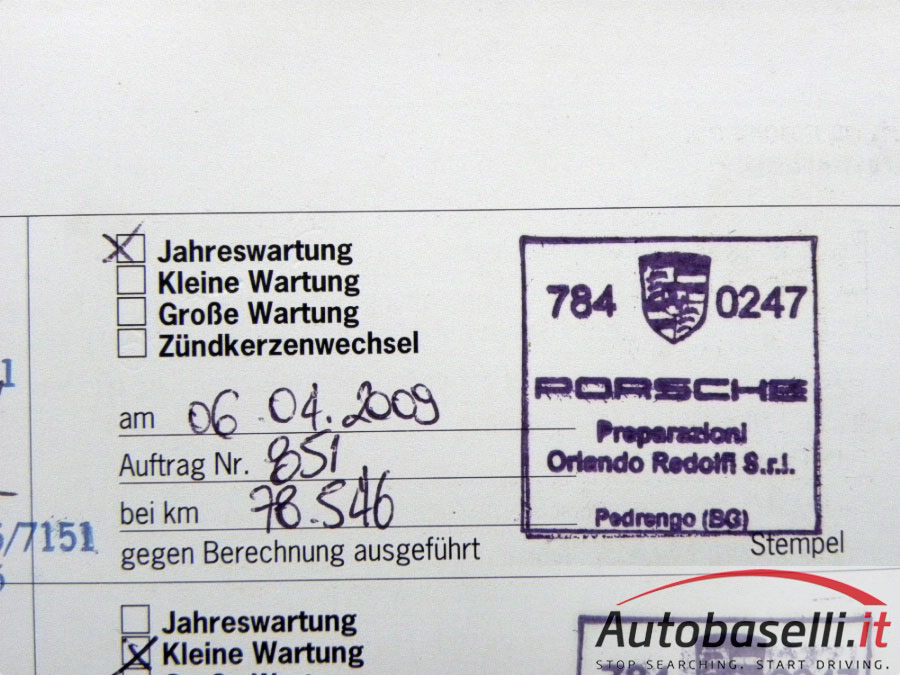 Jahreswartung
Kleine Wartung
Große Wartung
Zündkerzenwechsel
am 06.04.2009
Auftrag Nr. 851
bei km 78.546
gegen Berechnung ausgeführt
784 0247
PORSCHE
Preparazioni
Orlando Redolfi S.r.l.
Pedrengo (BG)
Stempel
1
/7151
Jahreswartung
Kleine Wartung
Autobaselli.it
STOP SEARCHING. START DRIVING.